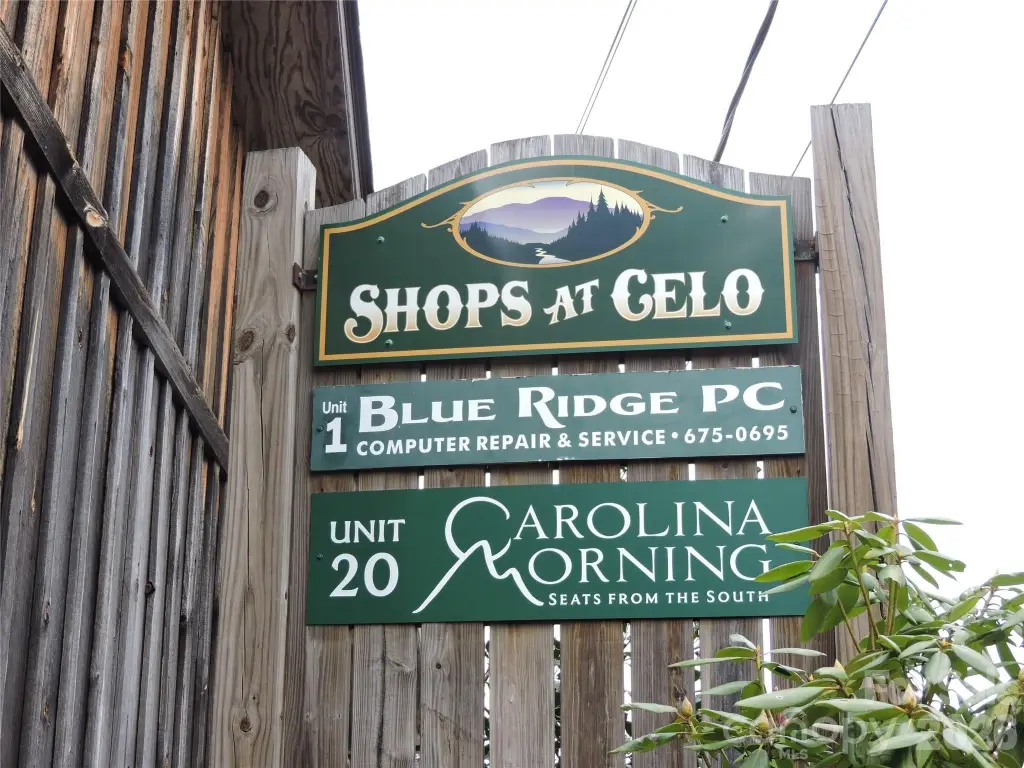 SHOPS AT CELO
Unit 1 BLUE RIDGE PC
COMPUTER REPAIR & SERVICE • 675-0695
UNIT 20
CAROLINA
MORNING
SEATS FROM THE SOUTH
MLS